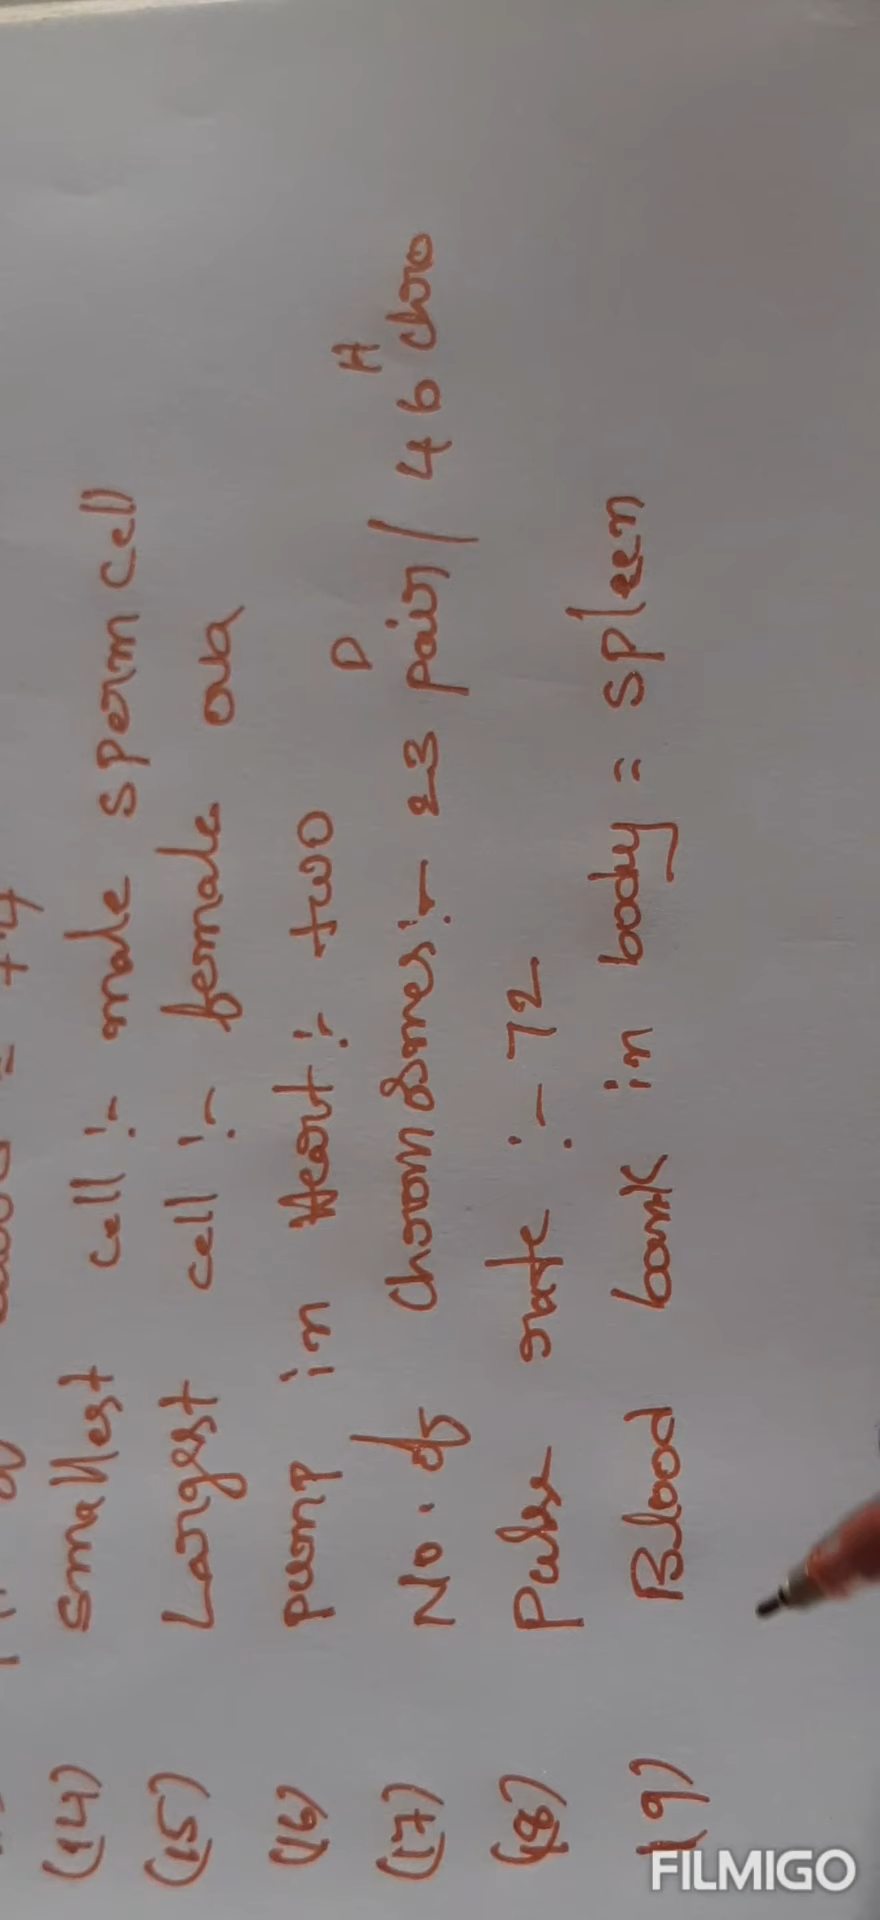 (14) Smallest cell :- male sperm cell
(15) Largest cell :- female ova
(16) pump in Heart :- two
(17) No. of Chromosomes :- 23 pair / 46 chro
D H
(18) Pulse rate :- 72
(19) Blood bank in body = spleen
FILMIGO